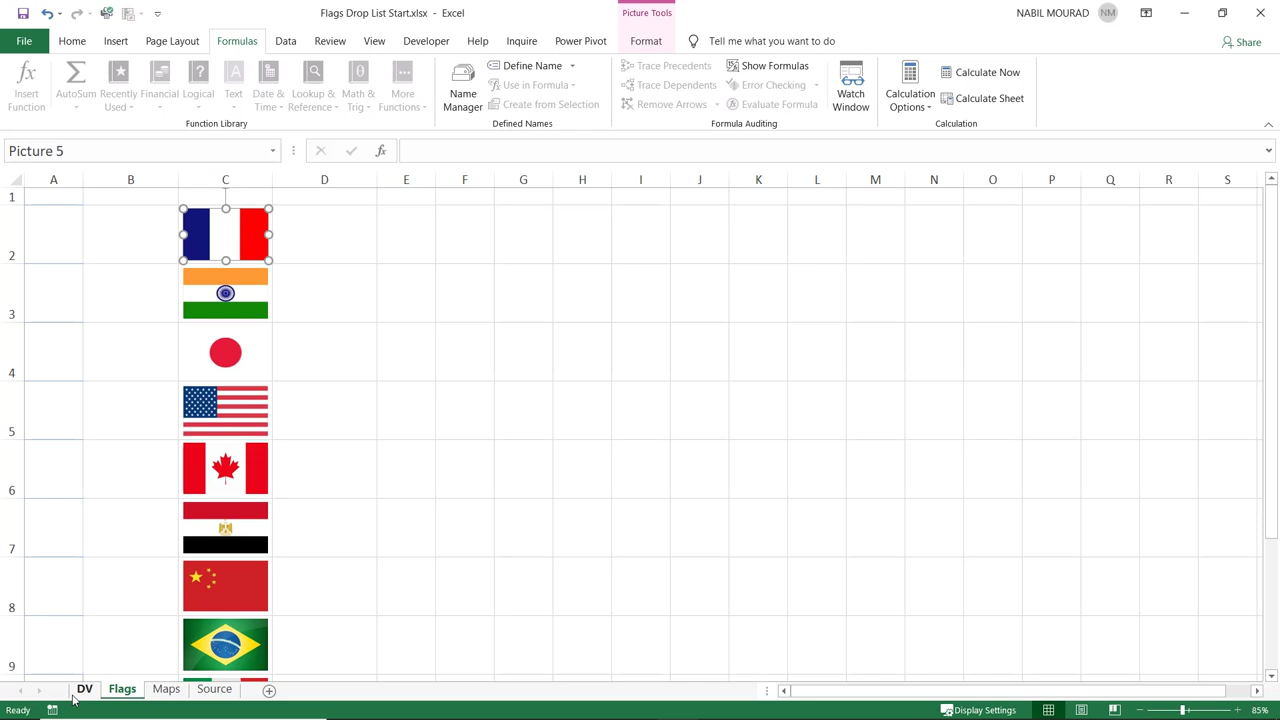 Flags Drop List Start.xlsx - Excel
Picture Tools
NABIL MOURAD
NM
File
Home
Insert
Page Layout
Formulas
Data
Review
View
Developer
Help
Inquire
Power Pivot
Format
Tell me what you want to do
Share
Insert Function
AutoSum
Recently Used
Financial
Logical
Text
Date & Time
Lookup & Reference
Math & Trig
More Functions
Function Library
Name Manager
Define Name
Use in Formula
Create from Selection
Defined Names
Trace Precedents
Trace Dependents
Remove Arrows
Show Formulas
Error Checking
Evaluate Formula
Formula Auditing
Watch Window
Calculation Options
Calculate Now
Calculate Sheet
Calculation
Picture 5
fx
A B C D E F G H I J K L M N O P Q R S
1
2
3
4
5
6
7
8
9
DV
Flags
Maps
Source
Ready
Display Settings
85%